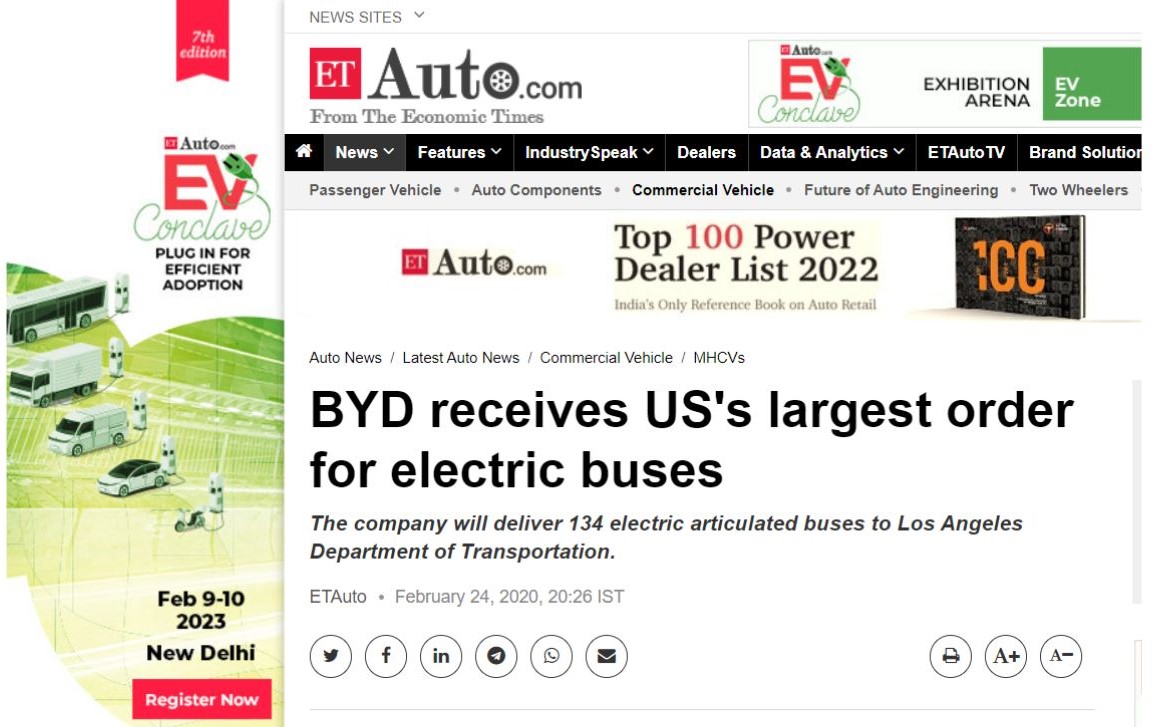 7th
edition
ET Auto.com
EV
Conclave
PLUG IN FOR
EFFICIENT
ADOPTION
Feb 9-10
2023
New Delhi
Register Now
NEWS SITES
ET Auto.com
From The Economic Times
ET Auto.com
EV
Conclave
EXHIBITION
ARENA
EV
Zone
News
Features
IndustrySpeak
Dealers
Data & Analytics
ETAutoTV
Brand Solution
Passenger Vehicle • Auto Components • Commercial Vehicle • Future of Auto Engineering • Two Wheelers
ET Auto.com
Top 100 Power
Dealer List 2022
India's Only Reference Book on Auto Retail
100
Auto News / Latest Auto News / Commercial Vehicle / MHCVs
BYD receives US's largest order
for electric buses
The company will deliver 134 electric articulated buses to Los Angeles
Department of Transportation.
ETAuto • February 24, 2020, 20:26 IST
A+
A-